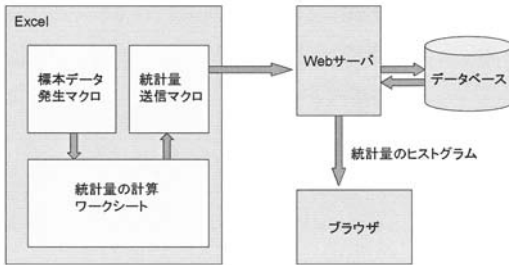 Excel
標本データ
発生マクロ
統計量
送信マクロ
統計量の計算
ワークシート
Webサーバ
データベース
統計量のヒストグラム
ブラウザ